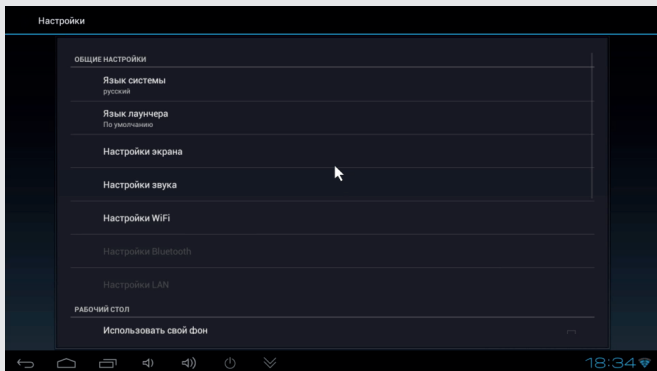 Настройки
ОБЩИЕ НАСТРОЙКИ
Язык системы
русский
Язык лаунчера
По умолчанию
Настройки экрана
Настройки звука
Настройки WiFi
Настройки Bluetooth
Настройки LAN
РАБОЧИЙ СТОЛ
Использовать свой фон
18:34